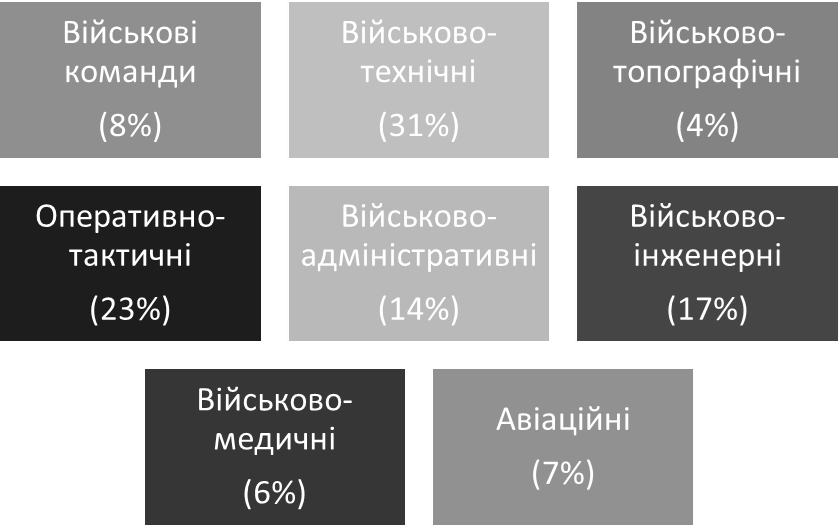 Військові
команди
(8%)
Військово-
технічні
(31%)
Військово-
топографічні
(4%)
Оперативно-
тактичні
(23%)
Військово-
адміністративні
(14%)
Військово-
інженерні
(17%)
Військово-
медичні
(6%)
Авіаційні
(7%)